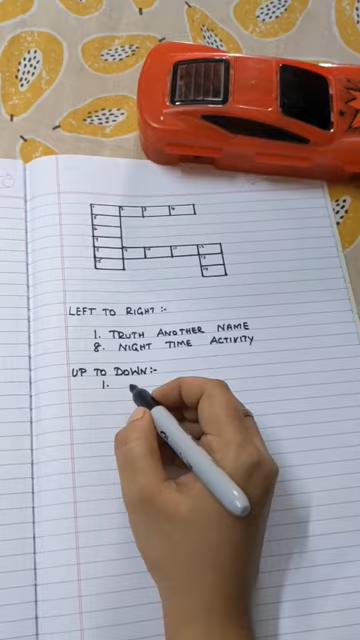 LEFT TO RIGHT :-
1. TRUTH ANOTHER NAME
8. NIGHT TIME ACTIVITY
UP TO DOWN:-
1.